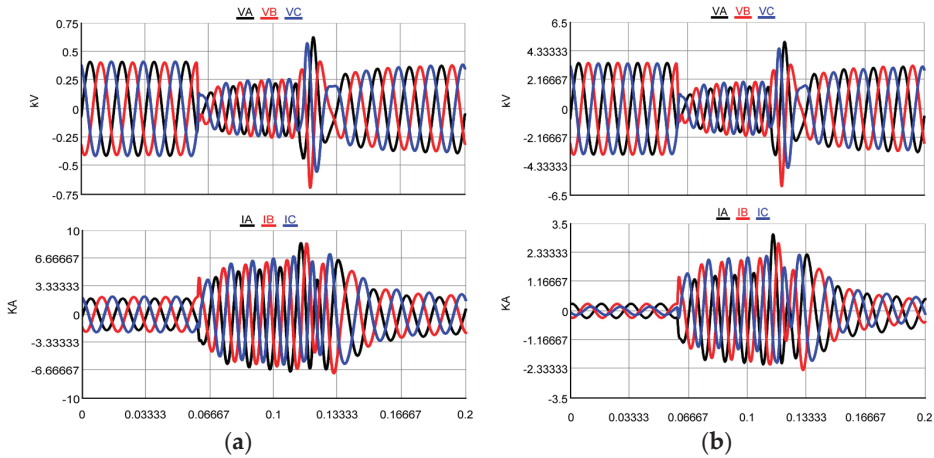 VA VB VC
0.75
0.5
0.25
0
-0.25
-0.5
-0.75
kV
IA IB IC
10
6.66667
3.33333
0
-3.33333
-6.66667
-10
KA
0 0.03333 0.06667 0.1 0.13333 0.16667 0.2
(a)
VA VB VC
6.5
4.33333
2.16667
0
-2.16667
-4.33333
-6.5
kV
IA IB IC
3.5
2.33333
1.16667
0
-1.16667
-2.33333
-3.5
KA
0 0.03333 0.06667 0.1 0.13333 0.16667 0.2
(b)